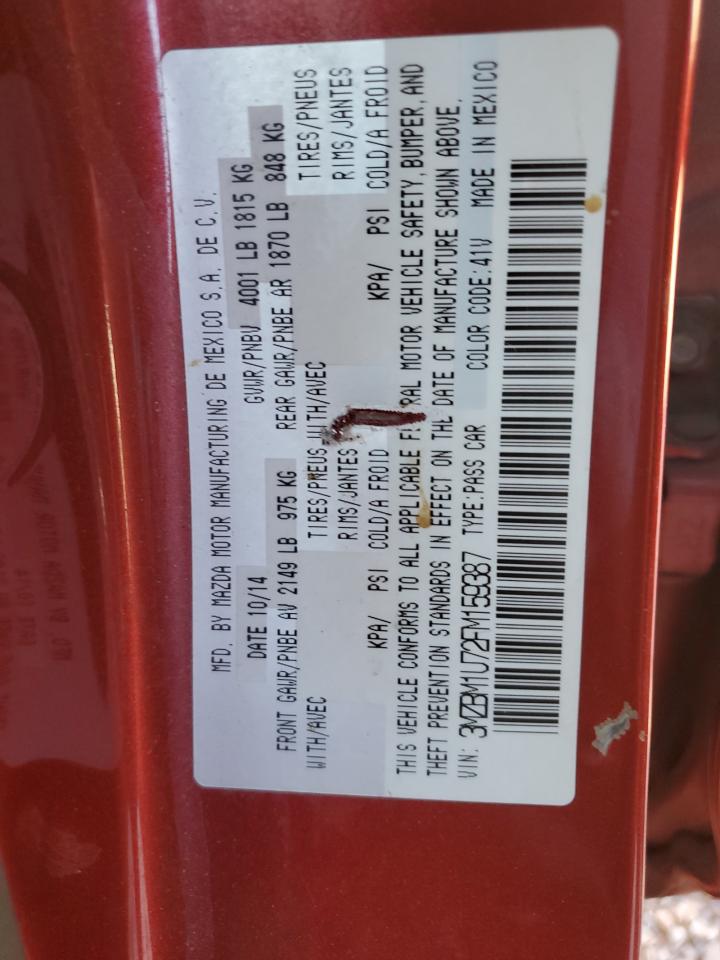 MFD. BY MAZDA MOTOR MANUFACTURING DE MEXICO S.A. DE C.V.
DATE 10/14 GVWR/PNBV 4001 LB 1815 KG
FRONT GAWR/PNBE AV 2149 LB 975 KG REAR GAWR/PNBE AR 1870 LB 848 KG
WITH/AVEC TIRES/PNEUS WITH/AVEC TIRES/PNEUS
RIMS/JANTES RIMS/JANTES
KPA/ PSI COLD/A FROID KPA/ PSI COLD/A FROID
THIS VEHICLE CONFORMS TO ALL APPLICABLE MOTOR VEHICLE SAFETY, BUMPER, AND
THEFT PREVENTION STANDARDS IN EFFECT ON THE DATE OF MANUFACTURE SHOWN ABOVE.
VIN: 3MZBM1U72FM159387 TYPE:PASS CAR COLOR CODE:41V MADE IN MEXICO